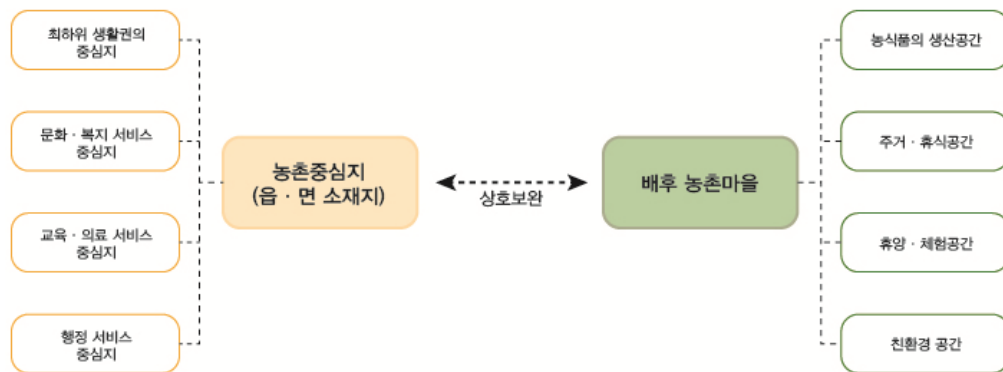 최하위 생활권의
중심지
문화 · 복지 서비스
중심지
교육 · 의료 서비스
중심지
행정 서비스
중심지
농촌중심지
(읍 · 면 소재지)
상호보완
배후 농촌마을
농식품의 생산공간
주거 · 휴식공간
휴양 · 체험공간
친환경 공간